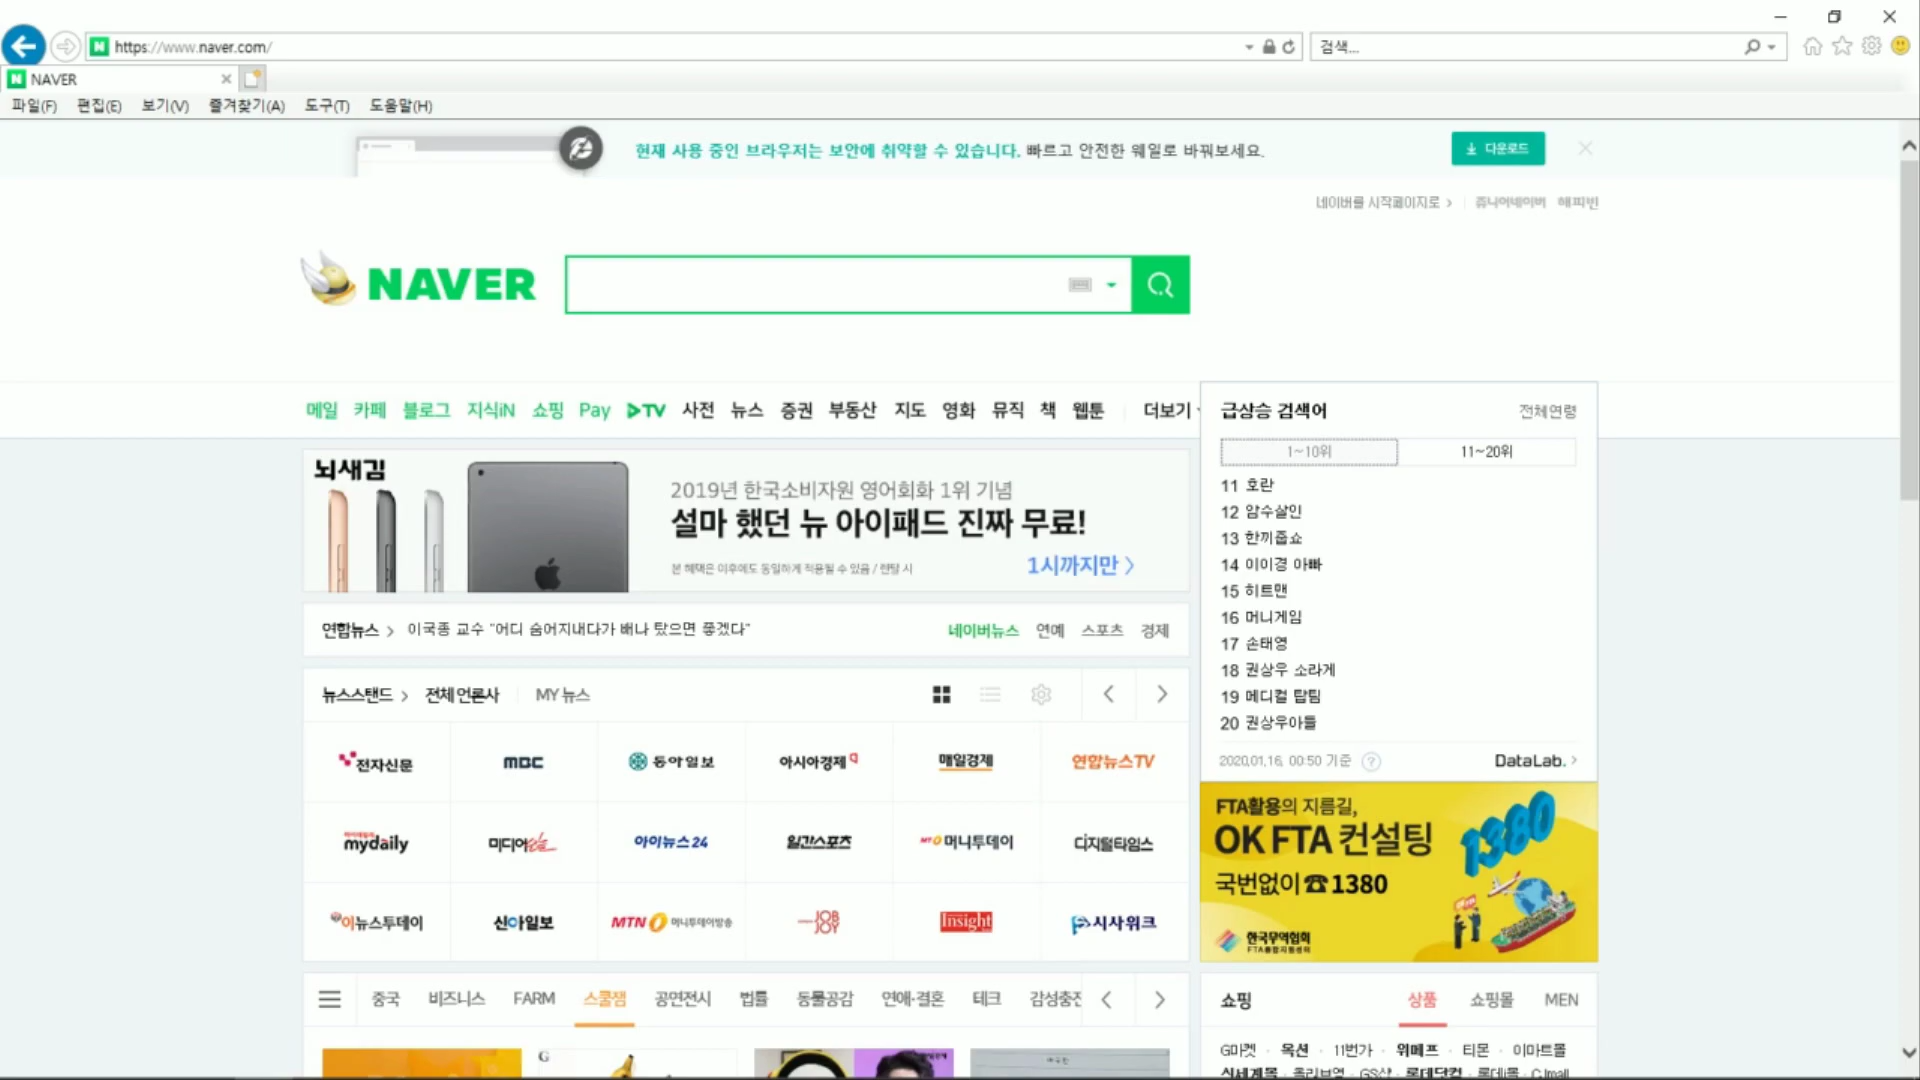 https://www.naver.com/
검색...
NAVER
파일(F) 편집(E) 보기(V) 즐겨찾기(A) 도구(T) 도움말(H)
현재 사용 중인 브라우저는 보안에 취약할 수 있습니다. 빠르고 안전한 웨일로 바꿔보세요.
다운로드
네이버를 시작페이지로 쥬니어네이버 해피빈
NAVER
메일 카페 블로그 지식iN 쇼핑 Pay TV 사전 뉴스 증권 부동산 지도 영화 뮤직 책 웹툰 더보기
급상승 검색어 전체연령
1~10위 11~20위
11 호란
12 암수살인
13 한끼줍쇼
14 이이경 아빠
15 히트맨
16 머니게임
17 손태영
18 권상우 소라게
19 메디컬 탑팀
20 권상우아들
2020.01.16. 00:50 기준 ? DataLab.
뇌새김
2019년 한국소비자원 영어회화 1위 기념
설마 했던 뉴 아이패드 진짜 무료!
본 혜택은 이후에도 동일하게 적용될 수 있음 / 렌탈 시
1시까지만
연합뉴스 이국종 교수 "어디 숨어지내다가 배나 탔으면 좋겠다" 네이버뉴스 연예 스포츠 경제
뉴스스탠드 전체 언론사 MY 뉴스
전자신문 MBC 동아일보 아시아경제 매일경제 연합뉴스TV
mydaily 미디어오늘 아이뉴스24 일간스포츠 머니투데이 디지털타임스
이뉴스투데이 신아일보 MTN 머니투데이방송 JOB JOY Insight 시사위크
FTA활용의 지름길,
OK FTA 컨설팅
국번없이 ☎1380
1380
한국무역협회
FTA종합지원센터
중국 비즈니스 FARM 스쿨잼 공연전시 법률 동물공감 연애·결혼 테크 감성충전
쇼핑 상품 쇼핑몰 MEN
G마켓 · 옥션 · 11번가 · 위메프 · 티몬 · 이마트몰
신세계몰 · 올리브영 · GS샵 · 롯데닷컴 · 롯데i몰 · CJmall
G